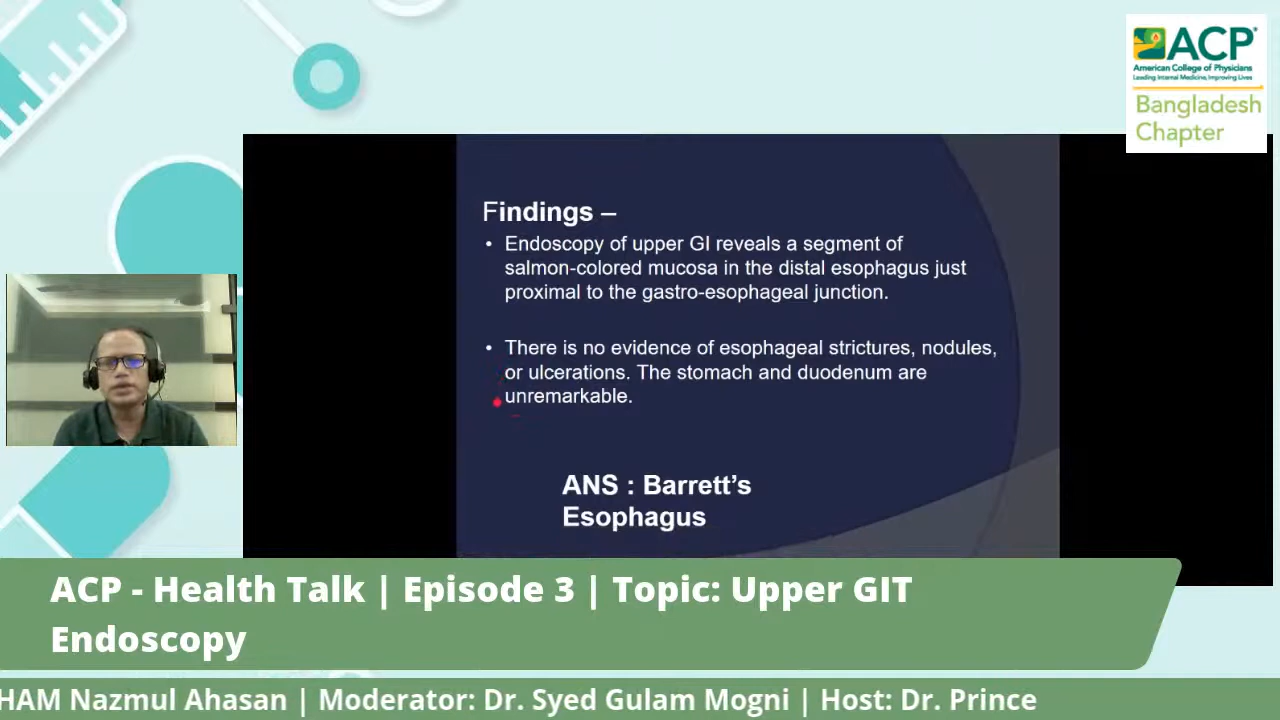 ACP
American College of Physicians
Leading Internal Medicine, Improving Lives
Bangladesh
Chapter
Findings –
• Endoscopy of upper GI reveals a segment of
salmon-colored mucosa in the distal esophagus just
proximal to the gastro-esophageal junction.
• There is no evidence of esophageal strictures, nodules,
or ulcerations. The stomach and duodenum are
unremarkable.
ANS : Barrett’s
Esophagus
ACP - Health Talk | Episode 3 | Topic: Upper GIT
Endoscopy
HAM Nazmul Ahasan | Moderator: Dr. Syed Gulam Mogni | Host: Dr. Prince